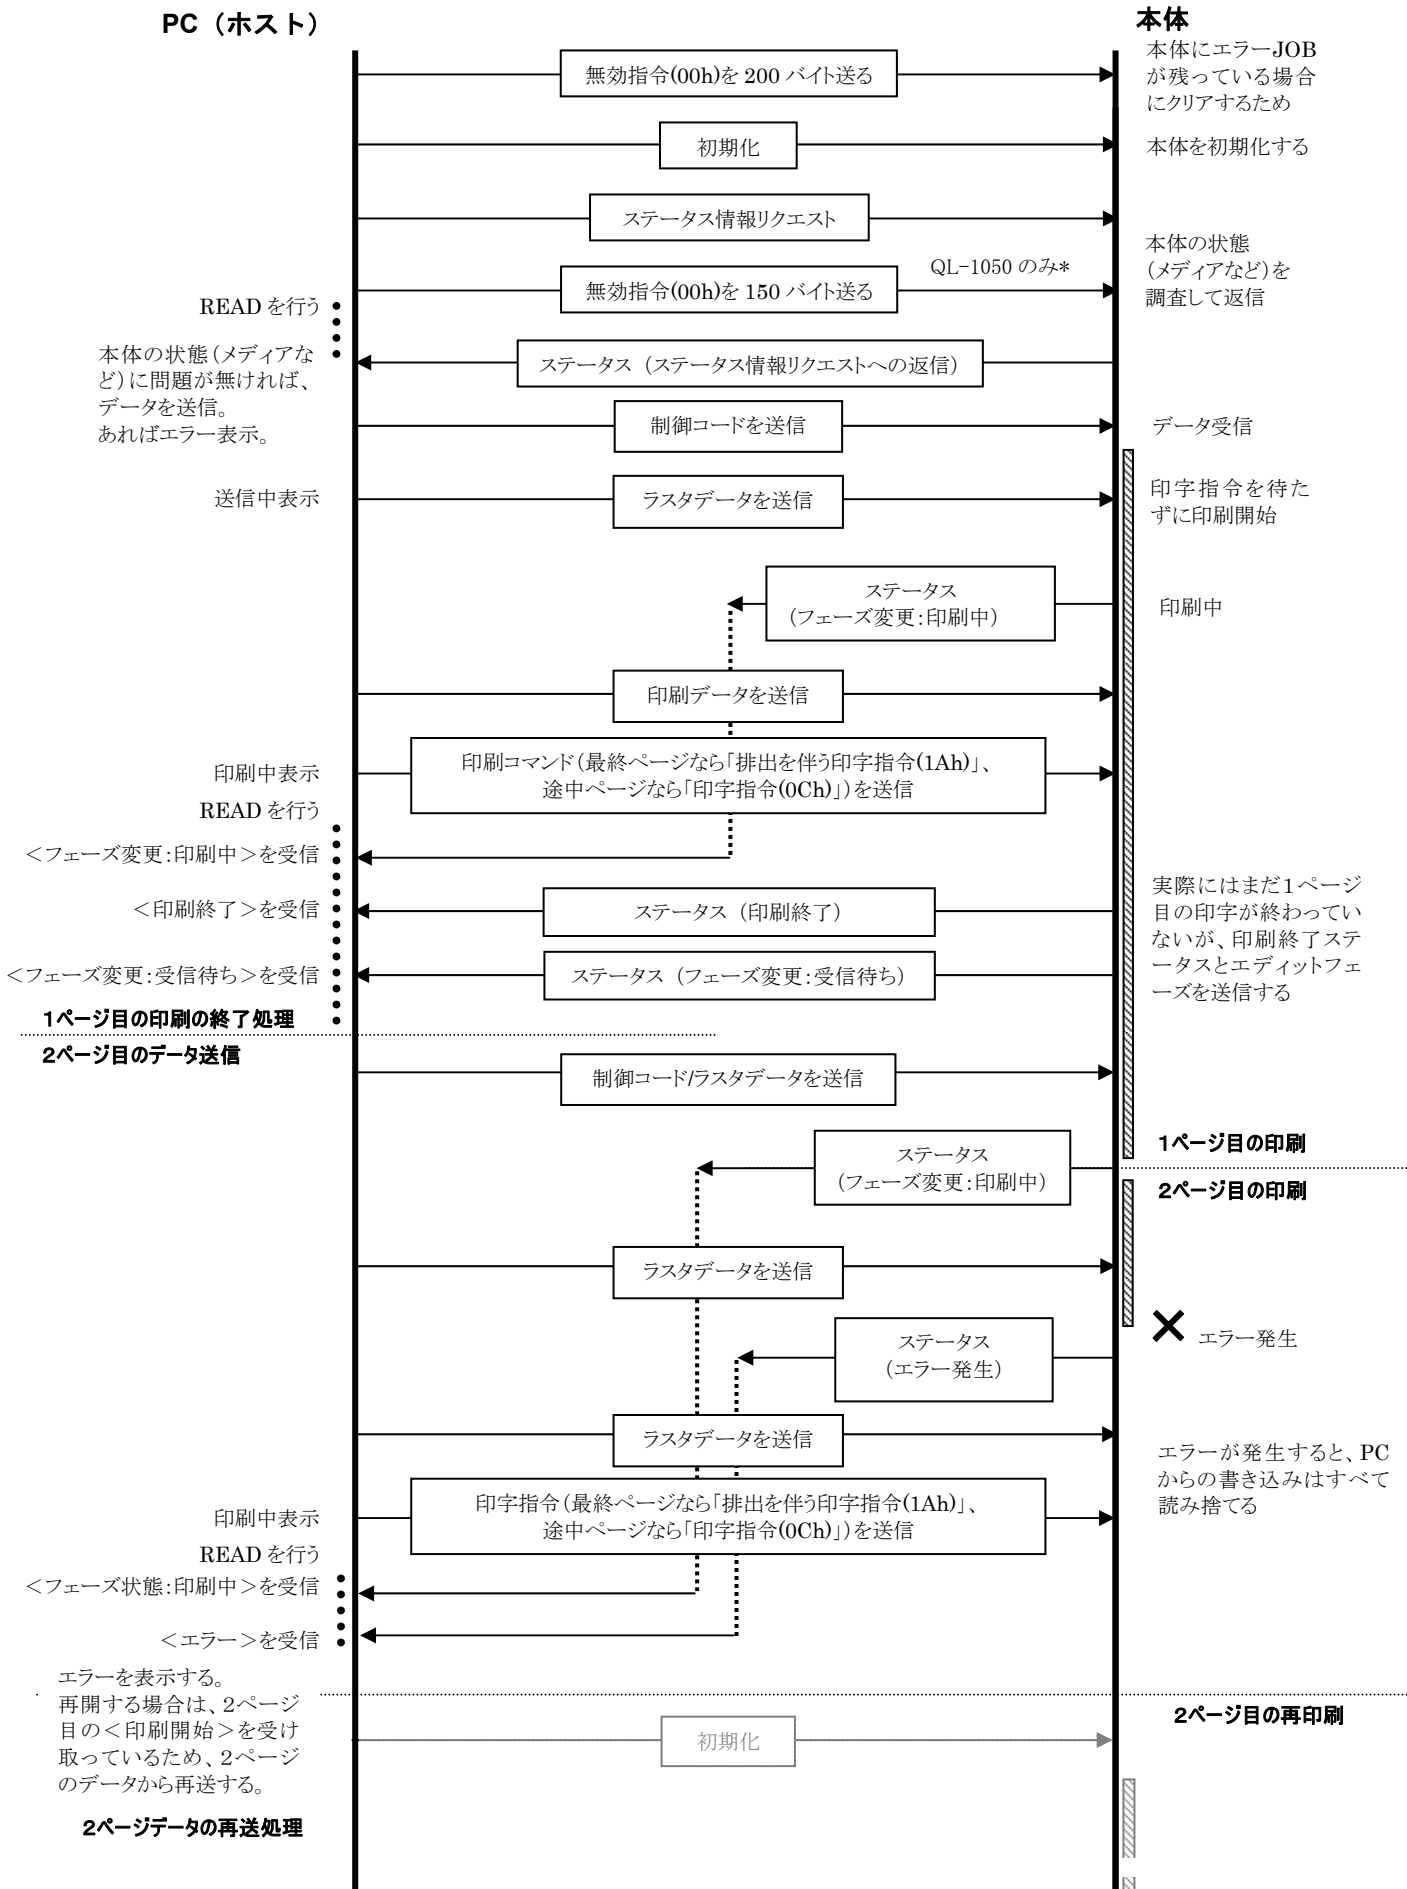 PC（ホスト）
本体
無効指令(00h)を 200 バイト送る
本体にエラーJOB
が残っている場合
にクリアするため
初期化
本体を初期化する
ステータス情報リクエスト
QL-1050 のみ*
本体の状態
（メディアなど）を
調査して返信
無効指令(00h)を 150 バイト送る
READ を行う
ステータス（ステータス情報リクエストへの返信）
本体の状態（メディアな
ど）に問題が無ければ、
データを送信。
あればエラー表示。
制御コードを送信
データ受信
送信中表示
ラスタデータを送信
印字指令を待た
ずに印刷開始
ステータス
（フェーズ変更：印刷中）
印刷中
印刷データを送信
印刷中表示
印刷コマンド（最終ページなら「排出を伴う印字指令(1Ah)」、
途中ページなら「印字指令(0Ch)」）を送信
READ を行う
＜フェーズ変更：印刷中＞を受信
＜印刷終了＞を受信
ステータス（印刷終了）
実際にはまだ１ページ
目の印字が終わってい
ないが、印刷終了ステ
ータスとエディットフェ
ーズを送信する
＜フェーズ変更：受信待ち＞を受信
ステータス（フェーズ変更：受信待ち）
１ページ目の印刷の終了処理
２ページ目のデータ送信
制御コード/ラスタデータを送信
１ページ目の印刷
ステータス
（フェーズ変更：印刷中）
２ページ目の印刷
ラスタデータを送信
ステータス
（エラー発生）
エラー発生
ラスタデータを送信
エラーが発生すると、PC
からの書き込みはすべて
読み捨てる
印刷中表示
印字指令（最終ページなら「排出を伴う印字指令(1Ah)」、
途中ページなら「印字指令(0Ch)」）を送信
READ を行う
＜フェーズ状態：印刷中＞を受信
＜エラー＞を受信
エラーを表示する。
再開する場合は、２ページ
目の＜印刷開始＞を受け
取っているため、２ページ
のデータから再送する。
２ページ目の再印刷
初期化
２ページデータの再送処理